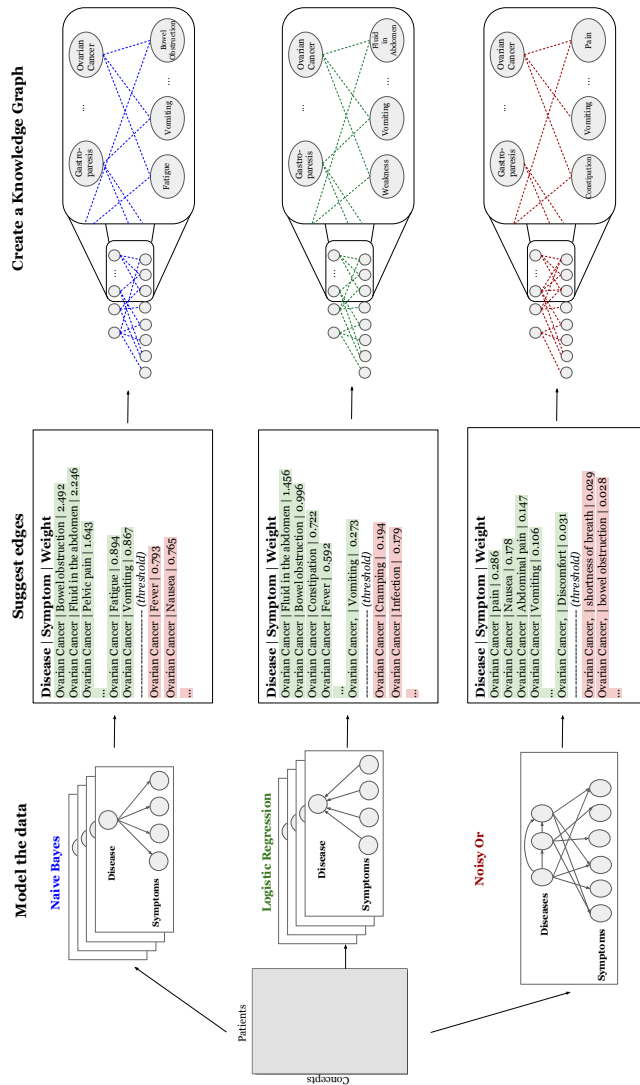 Model the data
Suggest edges
Create a Knowledge Graph
Patients
Concepts
Naive Bayes
Disease
Symptoms
Disease | Symptom | Weight
Ovarian Cancer | Bowel obstruction | 2.492
Ovarian Cancer | Fluid in the abdomen | 2.246
Ovarian Cancer | Pelvic pain | 1.643
...
Ovarian Cancer | Fatigue | 0.894
Ovarian Cancer | Vomiting | 0.867
------------------- (threshold)
Ovarian Cancer | Fever | 0.793
Ovarian Cancer | Nausea | 0.765
...
...
Gastro-
paresis
...
Ovarian
Cancer
Fatigue
Vomiting
...
Bowel
Obstruction
Logistic Regression
Disease
Symptoms
Disease | Symptom | Weight
Ovarian Cancer | Fluid in the abdomen | 1.456
Ovarian Cancer | Bowel obstruction | 0.996
Ovarian Cancer | Constipation | 0.722
Ovarian Cancer | Fever | 0.592
...
Ovarian Cancer, | Vomiting | 0.273
------------------- (threshold)
Ovarian Cancer | Cramping | 0.194
Ovarian Cancer | Infection | 0.179
...
...
Gastro-
paresis
...
Ovarian
Cancer
Weakness
Vomiting
...
Fluid
in
Abdomen
Noisy Or
Diseases
Symptoms
Disease | Symptom | Weight
Ovarian Cancer | pain | 0.286
Ovarian Cancer | Nausea | 0.178
Ovarian Cancer | Abdominal pain | 0.147
Ovarian Cancer | Vomiting | 0.106
...
Ovarian Cancer, | Discomfort | 0.031
------------------- (threshold)
Ovarian Cancer, | shortness of breath | 0.029
Ovarian Cancer, | bowel obstruction | 0.028
...
...
Gastro-
paresis
...
Ovarian
Cancer
Constipation
Vomiting
...
Pain